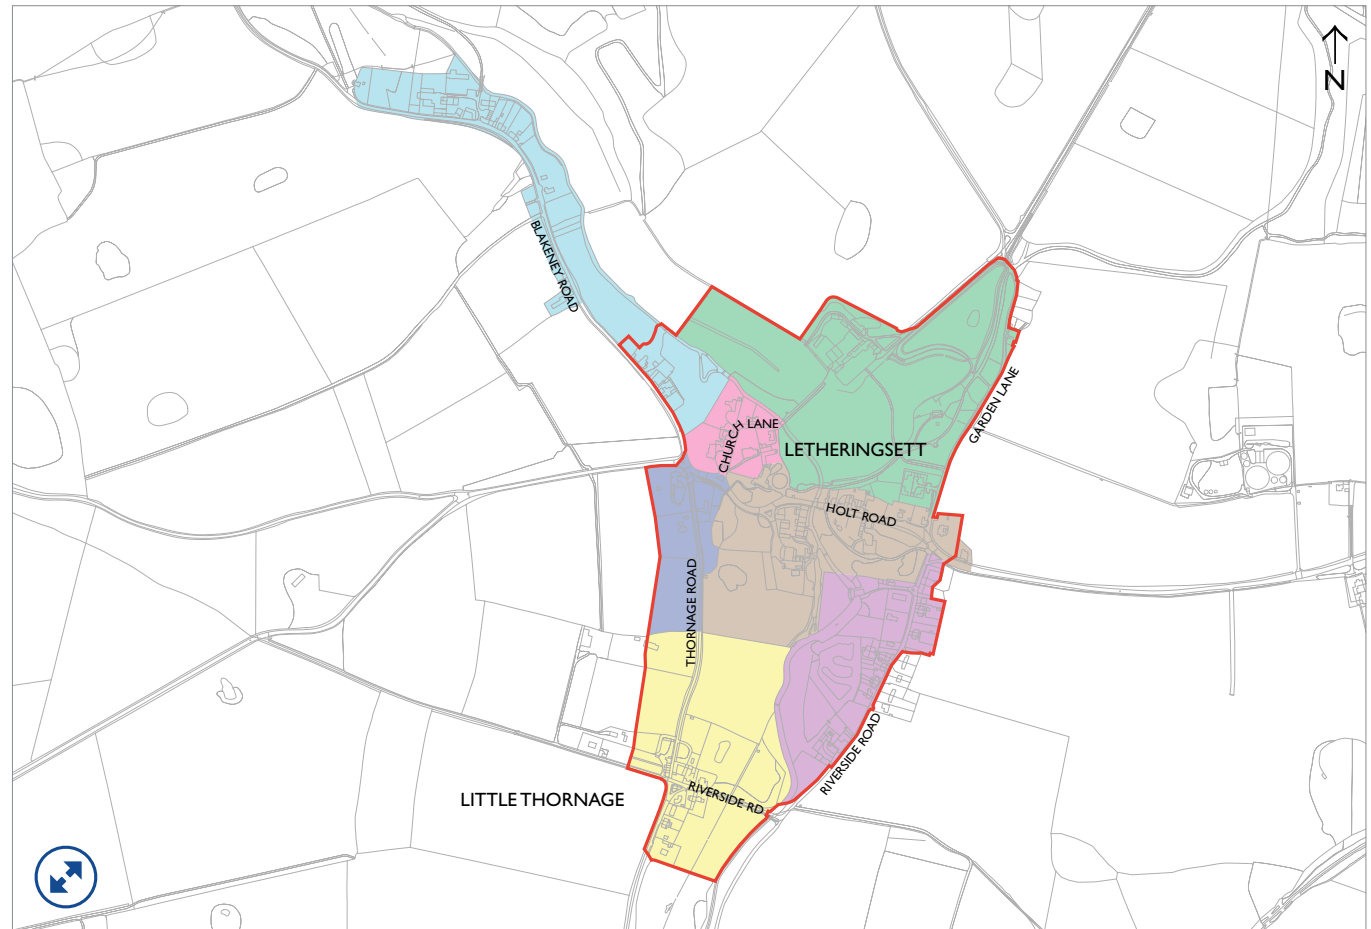 N
BLAKENEY ROAD
GARDEN LANE
CHURCH LANE
LETHERINGSETT
HOLT ROAD
THORNAGE ROAD
RIVERSIDE ROAD
RIVERSIDE RD
LITTLE THORNAGE